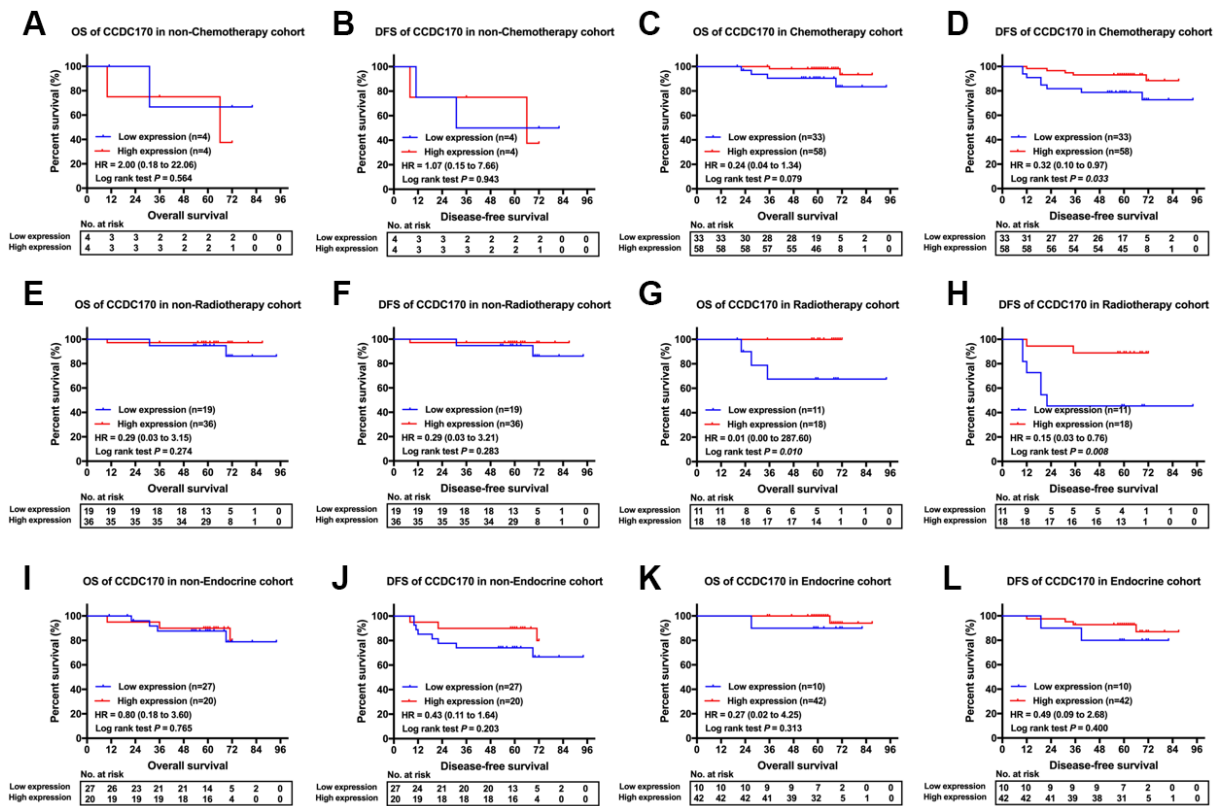 A
OS of CCDC170 in non-Chemotherapy cohort
Percent survival (%)
100
80
60
40
20
0
Low expression (n=4)
High expression (n=4)
HR = 2.00 (0.18 to 22.06)
Log rank test P = 0.564
0 12 24 36 48 60 72 84 96
Overall survival
No. at risk
Low expression 4 3 3 2 2 2 2 0 0
High expression 4 3 3 3 2 2 1 0 0
B
DFS of CCDC170 in non-Chemotherapy cohort
Percent survival (%)
100
80
60
40
20
0
Low expression (n=4)
High expression (n=4)
HR = 1.07 (0.15 to 7.66)
Log rank test P = 0.943
0 12 24 36 48 60 72 84 96
Disease-free survival
No. at risk
Low expression 4 3 3 2 2 2 2 0 0
High expression 4 3 3 3 2 2 1 0 0
C
OS of CCDC170 in Chemotherapy cohort
Percent survival (%)
100
80
60
40
20
0
Low expression (n=33)
High expression (n=58)
HR = 0.24 (0.04 to 1.34)
Log rank test P = 0.079
0 12 24 36 48 60 72 84 96
Overall survival
No. at risk
Low expression 33 33 30 28 28 19 5 2 0
High expression 58 58 58 57 55 46 8 1 0
D
DFS of CCDC170 in Chemotherapy cohort
Percent survival (%)
100
80
60
40
20
0
Low expression (n=33)
High expression (n=58)
HR = 0.32 (0.10 to 0.97)
Log rank test P = 0.033
0 12 24 36 48 60 72 84 96
Disease-free survival
No. at risk
Low expression 33 31 27 27 26 17 5 2 0
High expression 58 58 56 54 54 45 8 1 0
E
OS of CCDC170 in non-Radiotherapy cohort
Percent survival (%)
100
80
60
40
20
0
Low expression (n=19)
High expression (n=36)
HR = 0.29 (0.03 to 3.15)
Log rank test P = 0.274
0 12 24 36 48 60 72 84 96
Overall survival
No. at risk
Low expression 19 19 19 18 18 13 5 1 0
High expression 36 35 35 35 34 29 8 1 0
F
DFS of CCDC170 in non-Radiotherapy cohort
Percent survival (%)
100
80
60
40
20
0
Low expression (n=19)
High expression (n=36)
HR = 0.29 (0.03 to 3.21)
Log rank test P = 0.283
0 12 24 36 48 60 72 84 96
Disease-free survival
No. at risk
Low expression 19 19 19 18 18 13 5 1 0
High expression 36 35 35 35 34 29 8 1 0
G
OS of CCDC170 in Radiotherapy cohort
Percent survival (%)
100
80
60
40
20
0
Low expression (n=11)
High expression (n=18)
HR = 0.01 (0.00 to 287.60)
Log rank test P = 0.010
0 12 24 36 48 60 72 84 96
Overall survival
No. at risk
Low expression 11 11 8 6 6 5 1 1 0
High expression 18 18 18 17 17 14 1 0 0
H
DFS of CCDC170 in Radiotherapy cohort
Percent survival (%)
100
80
60
40
20
0
Low expression (n=11)
High expression (n=18)
HR = 0.15 (0.03 to 0.76)
Log rank test P = 0.008
0 12 24 36 48 60 72 84 96
Disease-free survival
No. at risk
Low expression 11 9 5 5 5 4 1 1 0
High expression 18 18 17 16 16 13 1 0 0
I
OS of CCDC170 in non-Endocrine cohort
Percent survival (%)
100
80
60
40
20
0
Low expression (n=27)
High expression (n=20)
HR = 0.80 (0.18 to 3.60)
Log rank test P = 0.765
0 12 24 36 48 60 72 84 96
Overall survival
No. at risk
Low expression 27 26 24 21 21 14 5 2 0
High expression 20 19 19 19 18 16 4 0 0
J
DFS of CCDC170 in non-Endocrine cohort
Percent survival (%)
100
80
60
40
20
0
Low expression (n=27)
High expression (n=20)
HR = 0.43 (0.11 to 1.64)
Log rank test P = 0.203
0 12 24 36 48 60 72 84 96
Disease-free survival
No. at risk
Low expression 27 24 21 20 20 13 5 2 0
High expression 20 19 18 18 18 16 4 0 0
K
OS of CCDC170 in Endocrine cohort
Percent survival (%)
100
80
60
40
20
0
Low expression (n=10)
High expression (n=42)
HR = 0.27 (0.02 to 4.25)
Log rank test P = 0.313
0 12 24 36 48 60 72 84 96
Overall survival
No. at risk
Low expression 10 10 10 9 9 7 2 0 0
High expression 42 42 42 41 39 32 5 1 0
L
DFS of CCDC170 in Endocrine cohort
Percent survival (%)
100
80
60
40
20
0
Low expression (n=10)
High expression (n=42)
HR = 0.49 (0.09 to 2.68)
Log rank test P = 0.400
0 12 24 36 48 60 72 84 96
Disease-free survival
No. at risk
Low expression 10 10 9 9 8 7 2 0 0
High expression 42 42 41 39 38 31 5 1 0